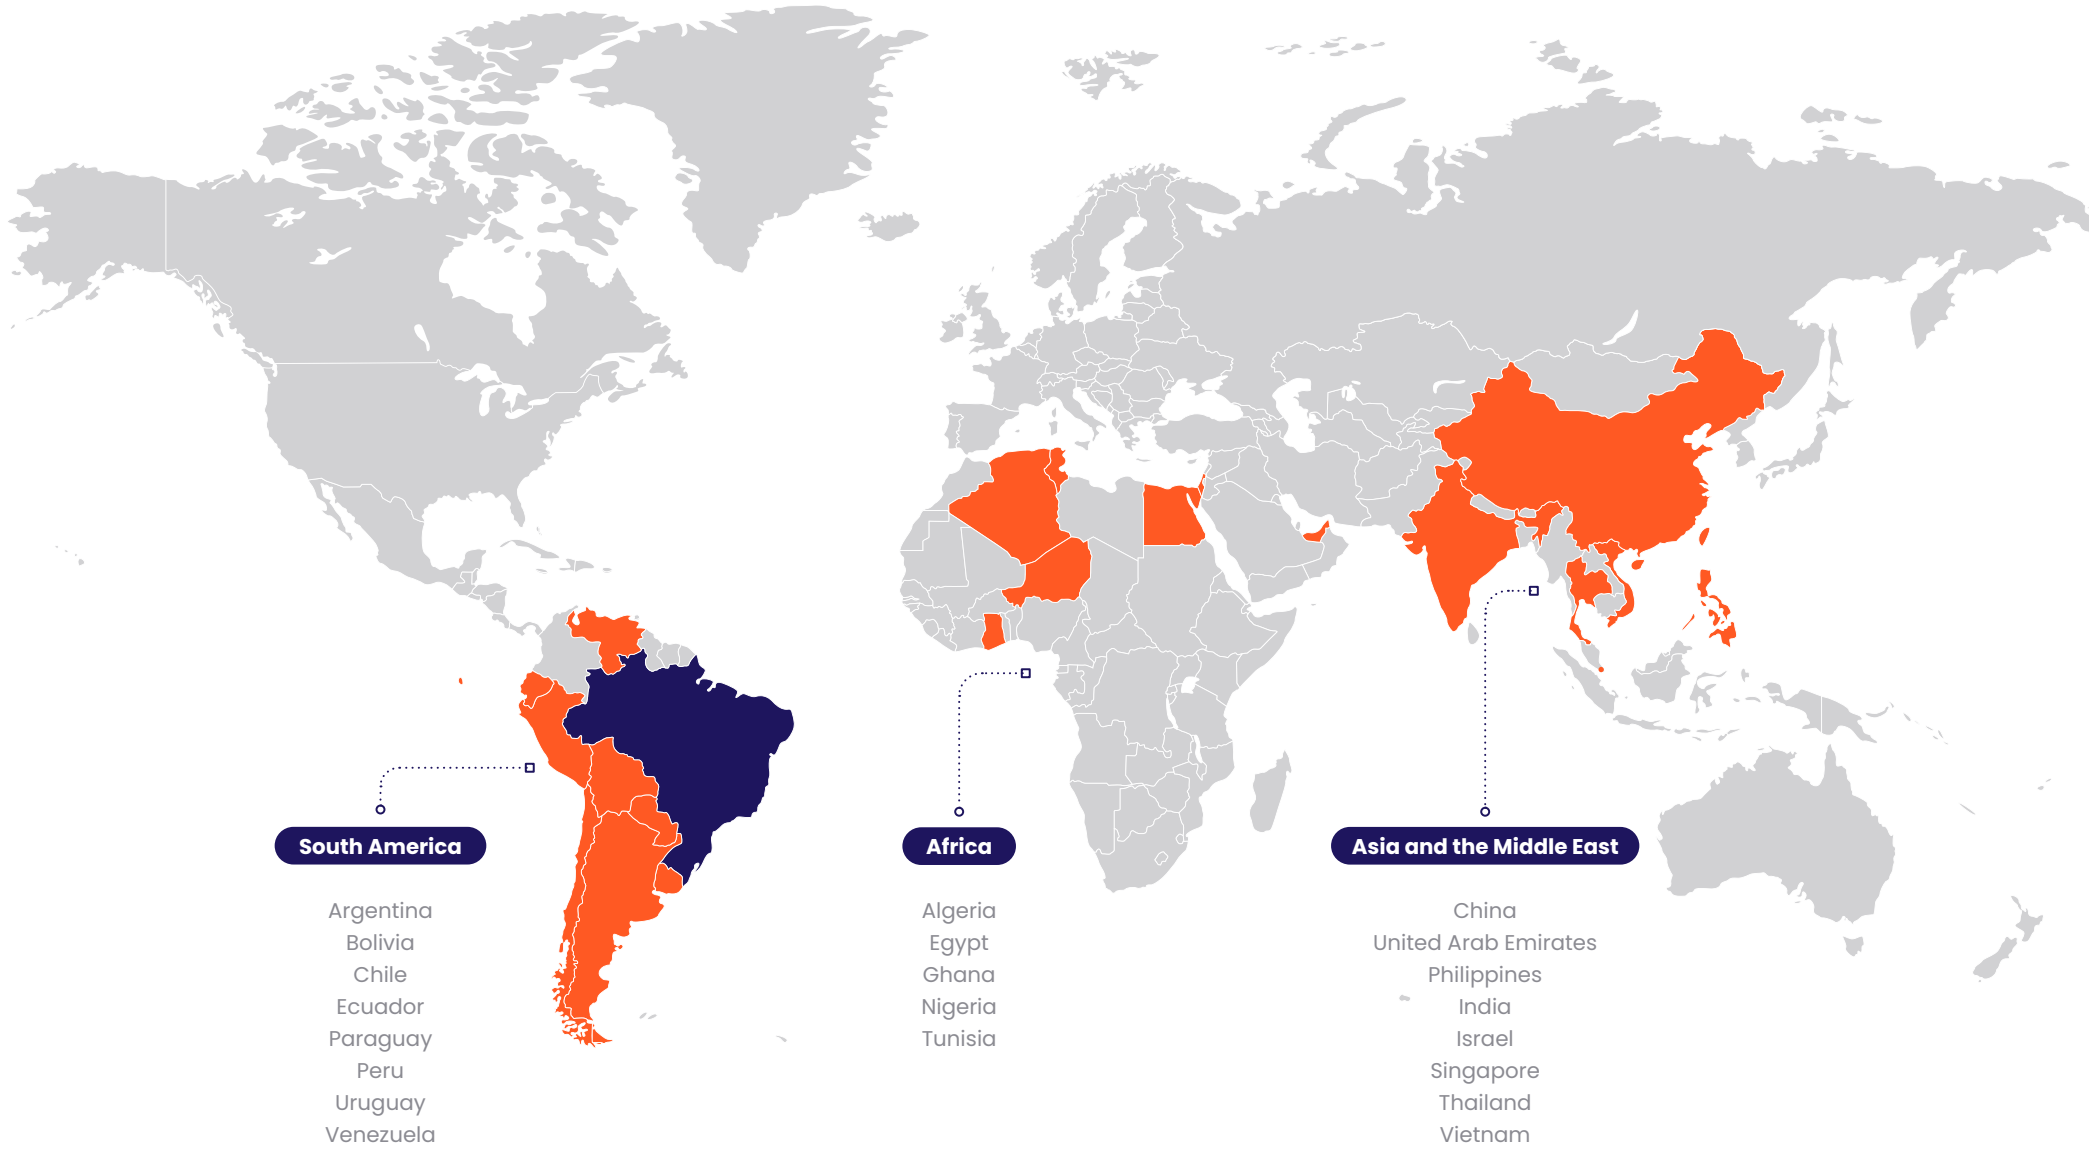 South America
Argentina
Bolivia
Chile
Ecuador
Paraguay
Peru
Uruguay
Venezuela
Africa
Algeria
Egypt
Ghana
Nigeria
Tunisia
Asia and the Middle East
China
United Arab Emirates
Philippines
India
Israel
Singapore
Thailand
Vietnam